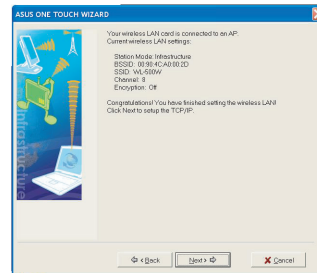 ASUS ONE TOUCH WIZARD
Your wireless LAN card is connected to an AP.
Current wireless LAN settings:
Station Mode: Infrastructure
BSSID: 00:90:4C:A0:00:2D
SSID: WL-500W
Channel: 8
Encryption: Off
Congratulations! You have finished setting the wireless LAN!
Click Next to setup the TCP/IP.
Infrastructure
< Back
Next >
Cancel